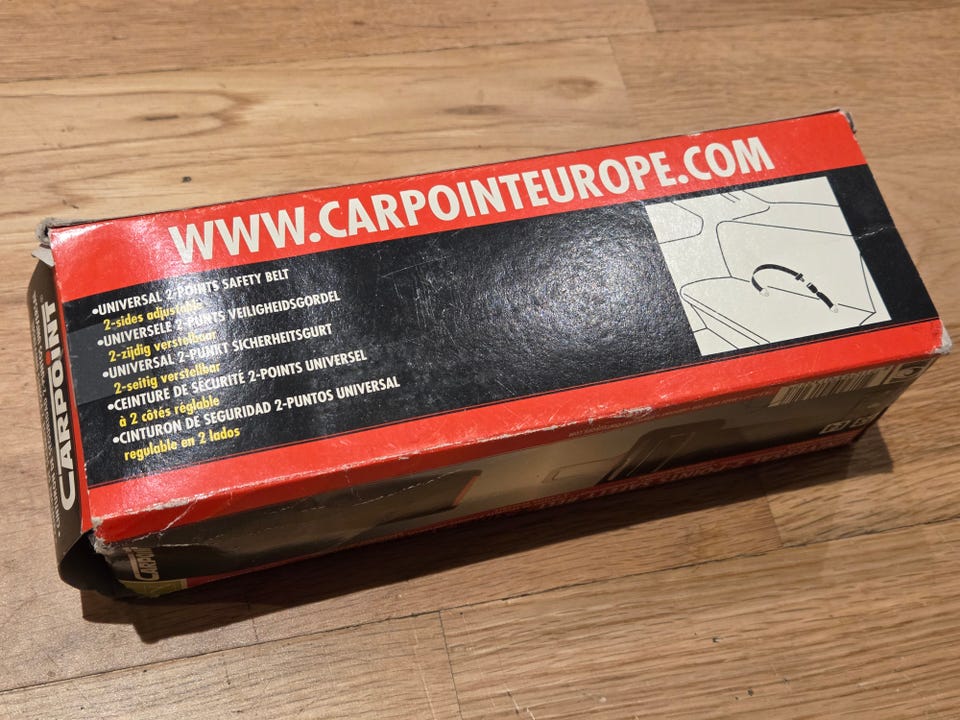 WWW.CARPOINTEUROPE.COM
•UNIVERSAL 2-POINTS SAFETY BELT
2-sides adjustable
•UNIVERSELE 2-PUNTS VEILIGHEIDSGORDEL
2-zijdig verstelbaar
•UNIVERSAL 2-PUNKT SICHERHEITSGURT
2-seitig verstellbar
•CEINTURE DE SÉCURITÉ 2-POINTS UNIVERSEL
à 2 côtés réglable
•CINTURON DE SEGURIDAD 2-PUNTOS UNIVERSAL
regulable en 2 lados
CARPOINT
CARPOINT